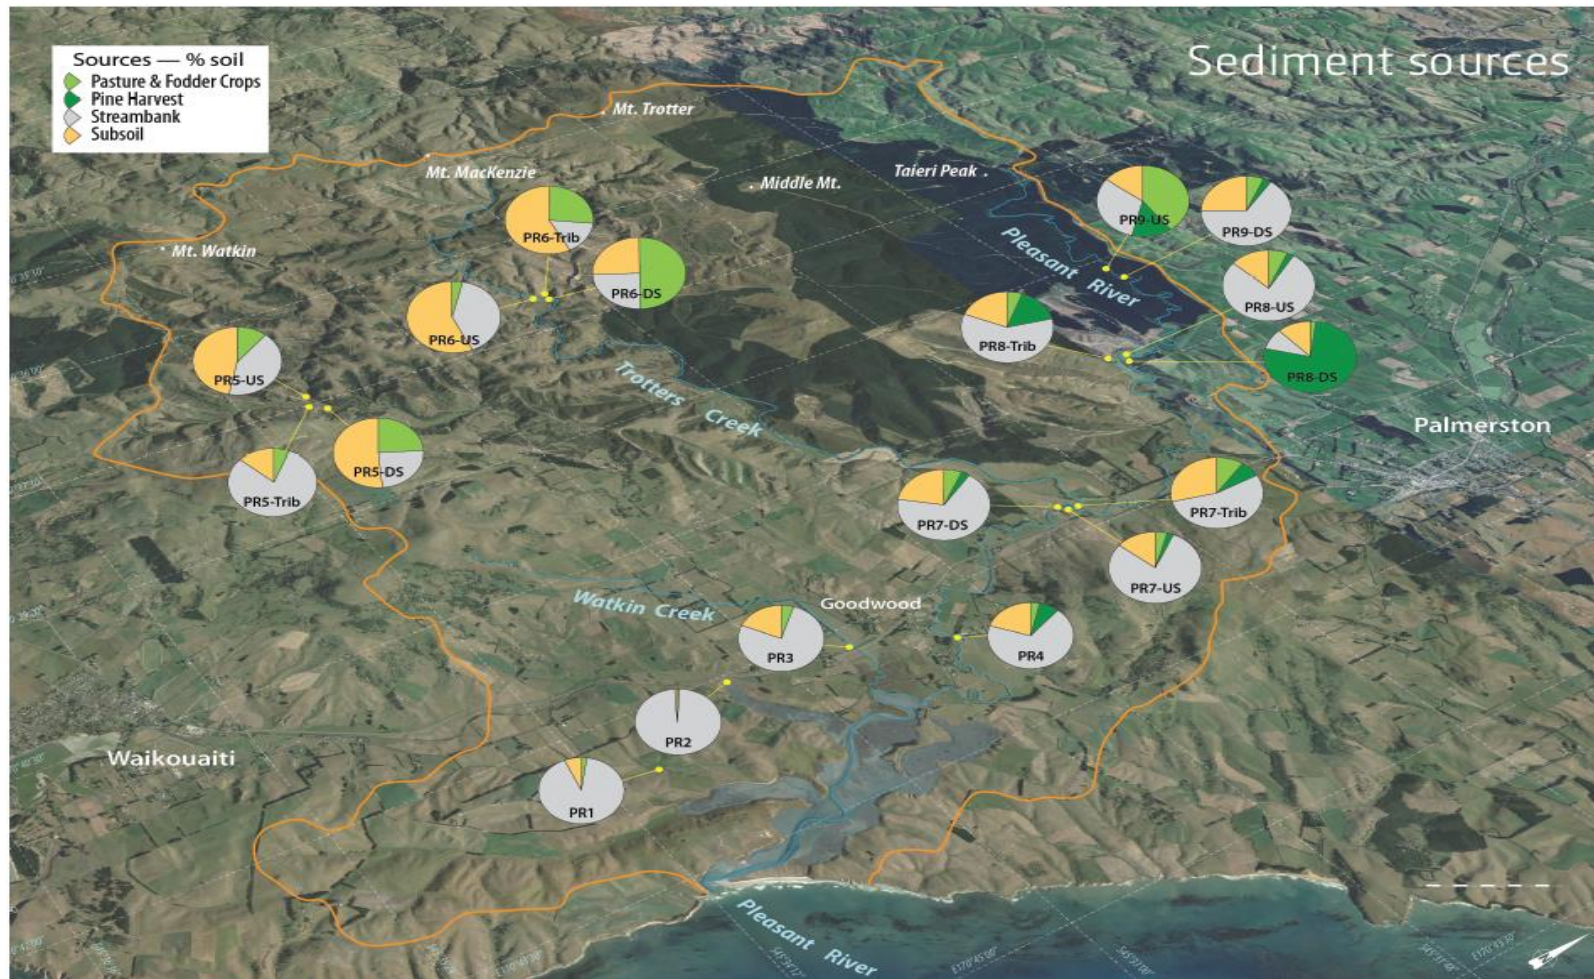 Sediment sources
Sources — % soil
Pasture & Fodder Crops
Pine Harvest
Streambank
Subsoil
Mt. Trotter
Mt. MacKenzie
Middle Mt.
Taieri Peak
Mt. Watkin
PR9-US
PR9-DS
PR6-Trib
PR6-DS
PR6-US
Pleasant River
PR8-US
PR8-Trib
PR8-DS
PR5-US
Trotters Creek
Palmerston
PR5-DS
PR5-Trib
PR7-DS
PR7-Trib
PR7-US
Watkin Creek
Goodwood
PR3
PR4
PR2
Waikouaiti
PR1
Pleasant River
E170°45'00"